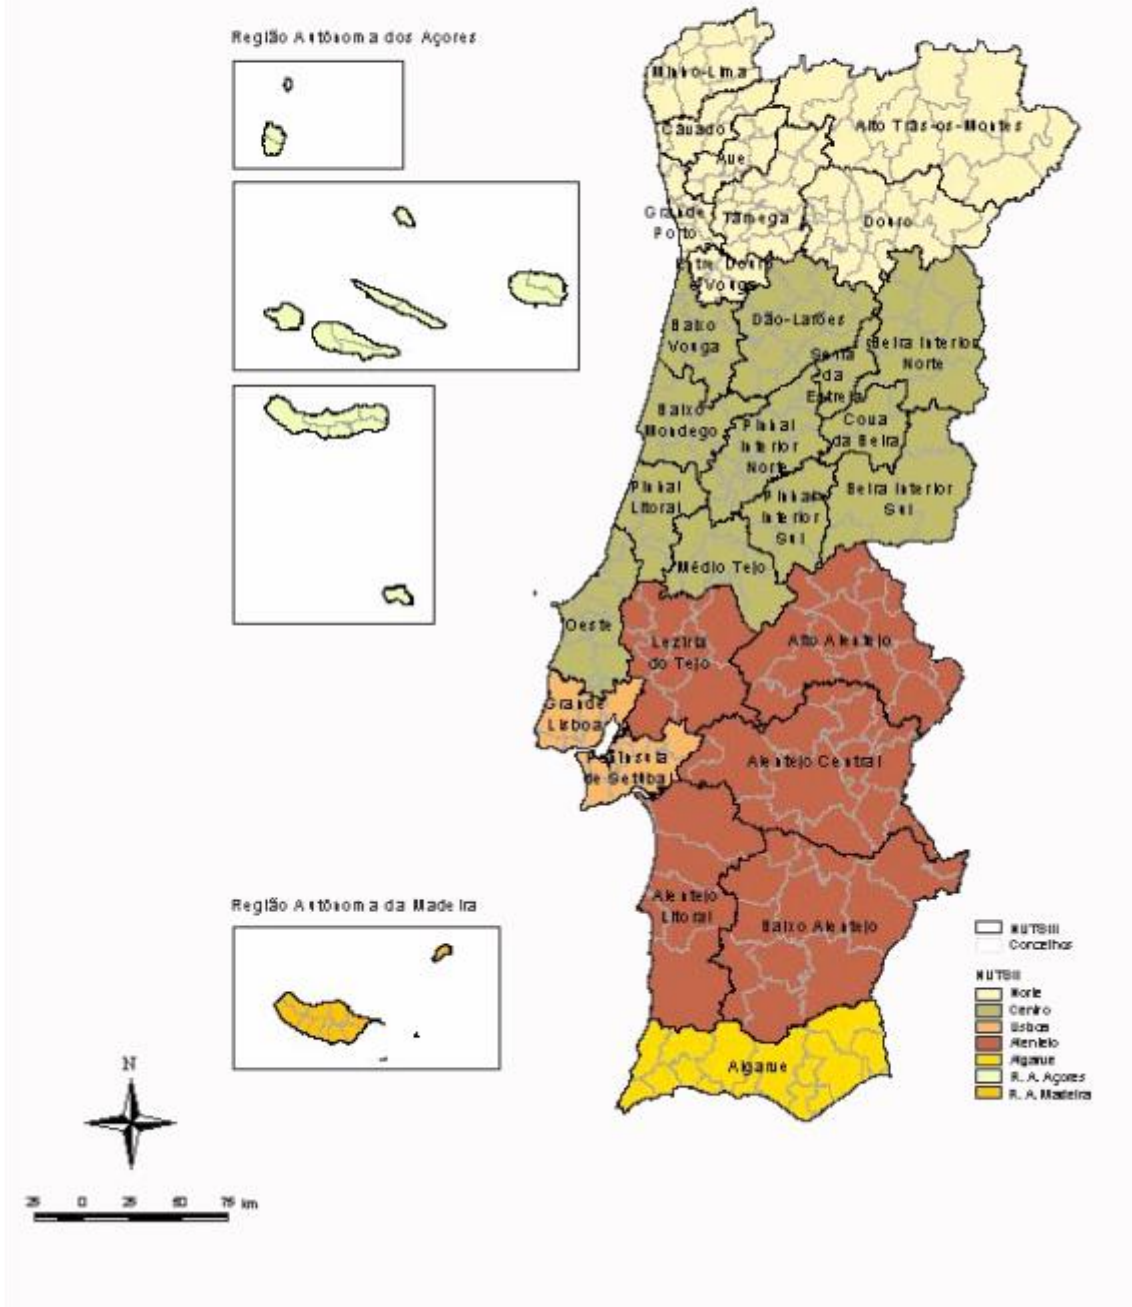 Região Autónoma dos Açores
Minho-Lima
Alto Trás-os-Montes
Cávado
Ave
Grande
Porto
Tâmega
Douro
Entre Douro
e Vouga
Baixo
Vouga
Dão-Lafões
Serra
da
Estrela
Beira Interior
Norte
Baixo
Mondego
Pinhal
Interior
Norte
Cova
da Beira
Pinhal
Litoral
Pinhal
Interior
Sul
Beira Interior
Sul
Médio Tejo
Oeste
Lezíria
do Tejo
Alto Alentejo
Grande
Lisboa
Península
de Setúbal
Alentejo Central
Alentejo
Litoral
Baixo Alentejo
Algarve
Região Autónoma da Madeira
NUTSIII
Concelhos
NUTSII
Norte
Centro
Lisboa
Alentejo
Algarve
R. A. Açores
R. A. Madeira
N
25 0 25 50 75 km